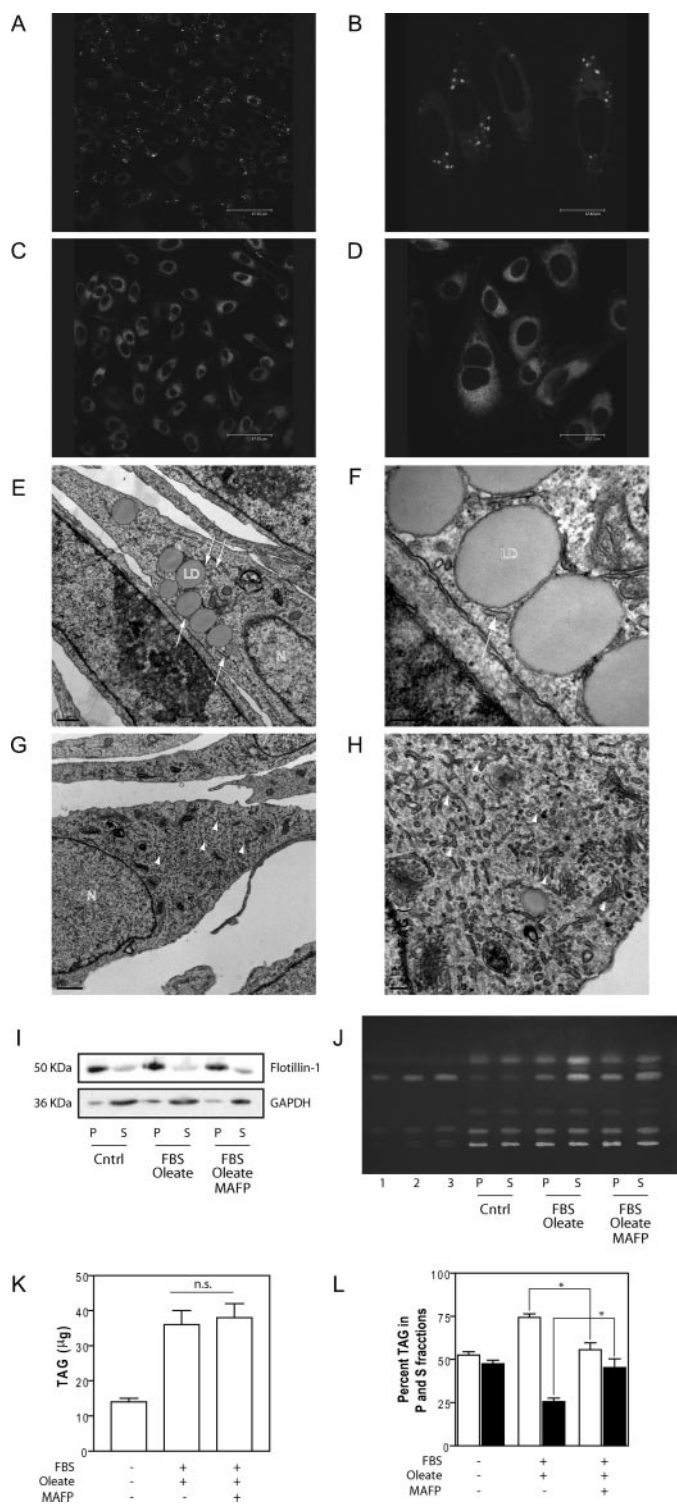 A
B
C
D
E
F
LD
LD
N
G
H
N
I
J
50 KDa
Flotillin-1
36 KDa
GAPDH
P S P S P S
Cntrl
FBS
Oleate
FBS
Oleate
MAFP
1 2 3
P S P S P S
Cntrl
FBS
Oleate
FBS
Oleate
MAFP
K
L
TAG (µg)
50
40
30
20
10
0
n.s.
FBS - + +
Oleate - + +
MAFP - - +
Percent TAG in
P and S fracctions
100
75
50
25
0
*
*
FBS - + +
Oleate - + +
MAFP - - +